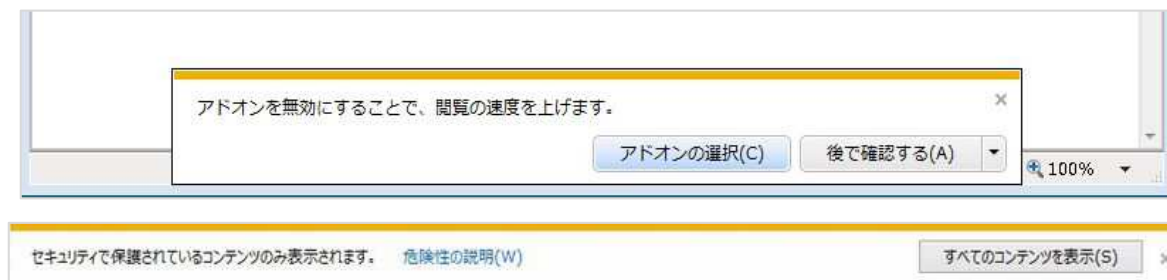 アドオンを無効にすることで、閲覧の速度を上げます。
アドオンの選択(C) 後で確認する(A)
100%
セキュリティで保護されているコンテンツのみ表示されます。 危険性の説明(W) すべてのコンテンツを表示(S)